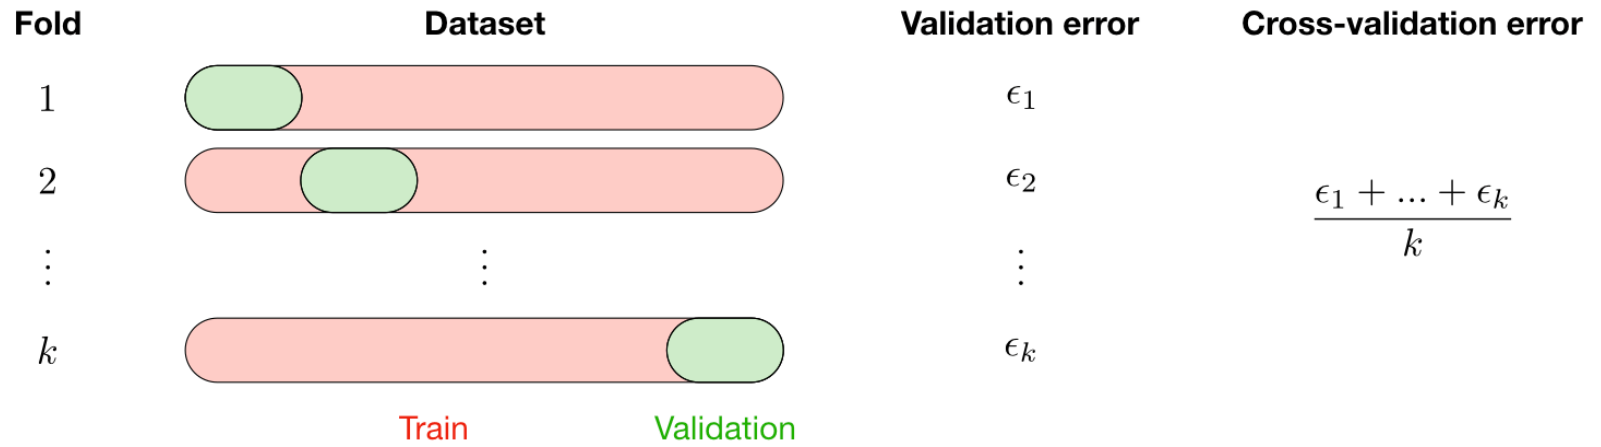 Fold Dataset Validation error Cross-validation error
1 ϵ₁
2 ϵ₂
ϵ₁ + ... + ϵₖ
k
⋮ ⋮ ⋮
k ϵₖ
Train Validation